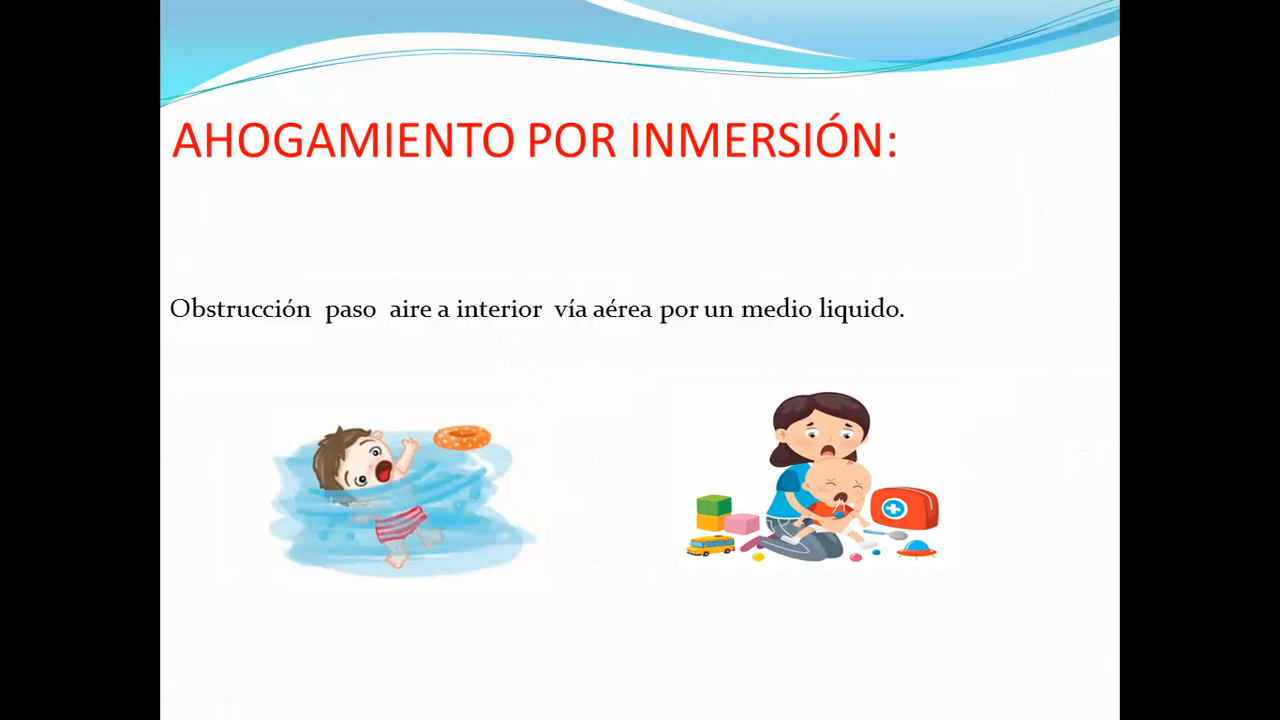 AHOGAMIENTO POR INMERSIÓN:
Obstrucción paso aire a interior vía aérea por un medio liquido.